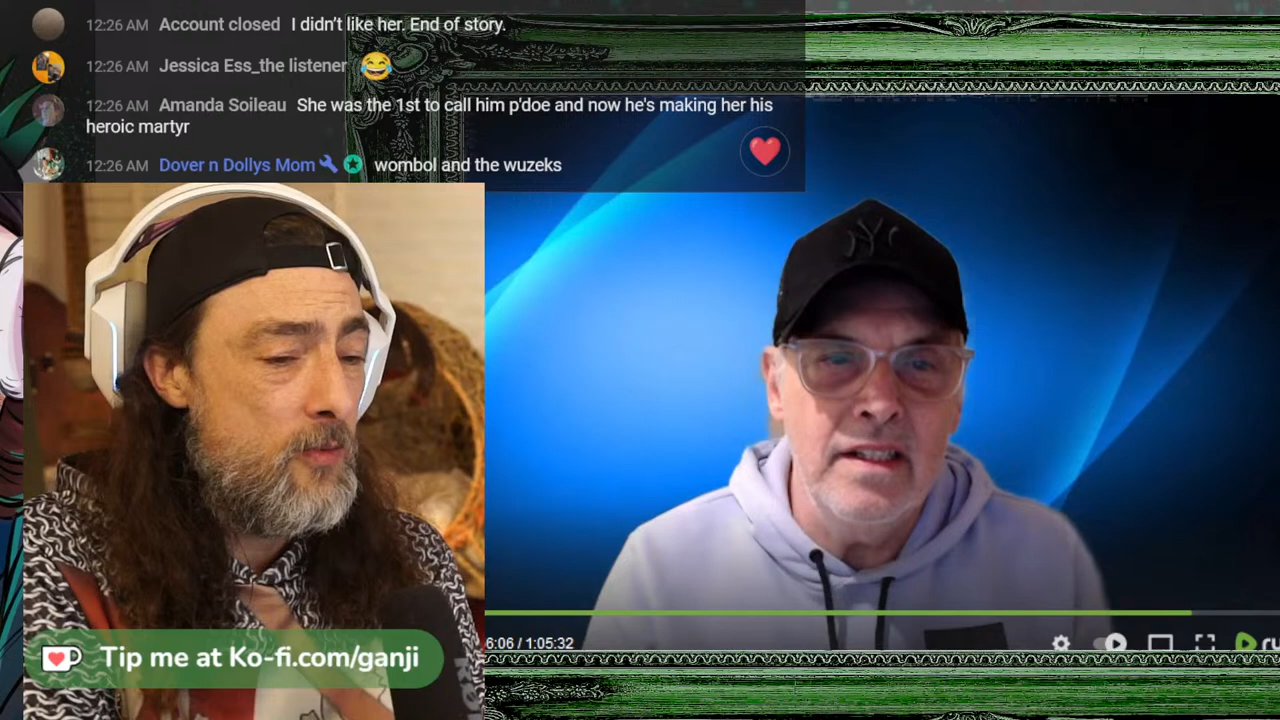 12:26 AM Account closed I didn't like her. End of story.
12:26 AM Jessica Ess_the listener 😂
12:26 AM Amanda Soileau She was the 1st to call him p'doe and now he's making her his
heroic martyr
12:26 AM Dover n Dollys Mom wombol and the wuzeks
NY
6:06 / 1:05:32
Tip me at Ko-fi.com/ganji